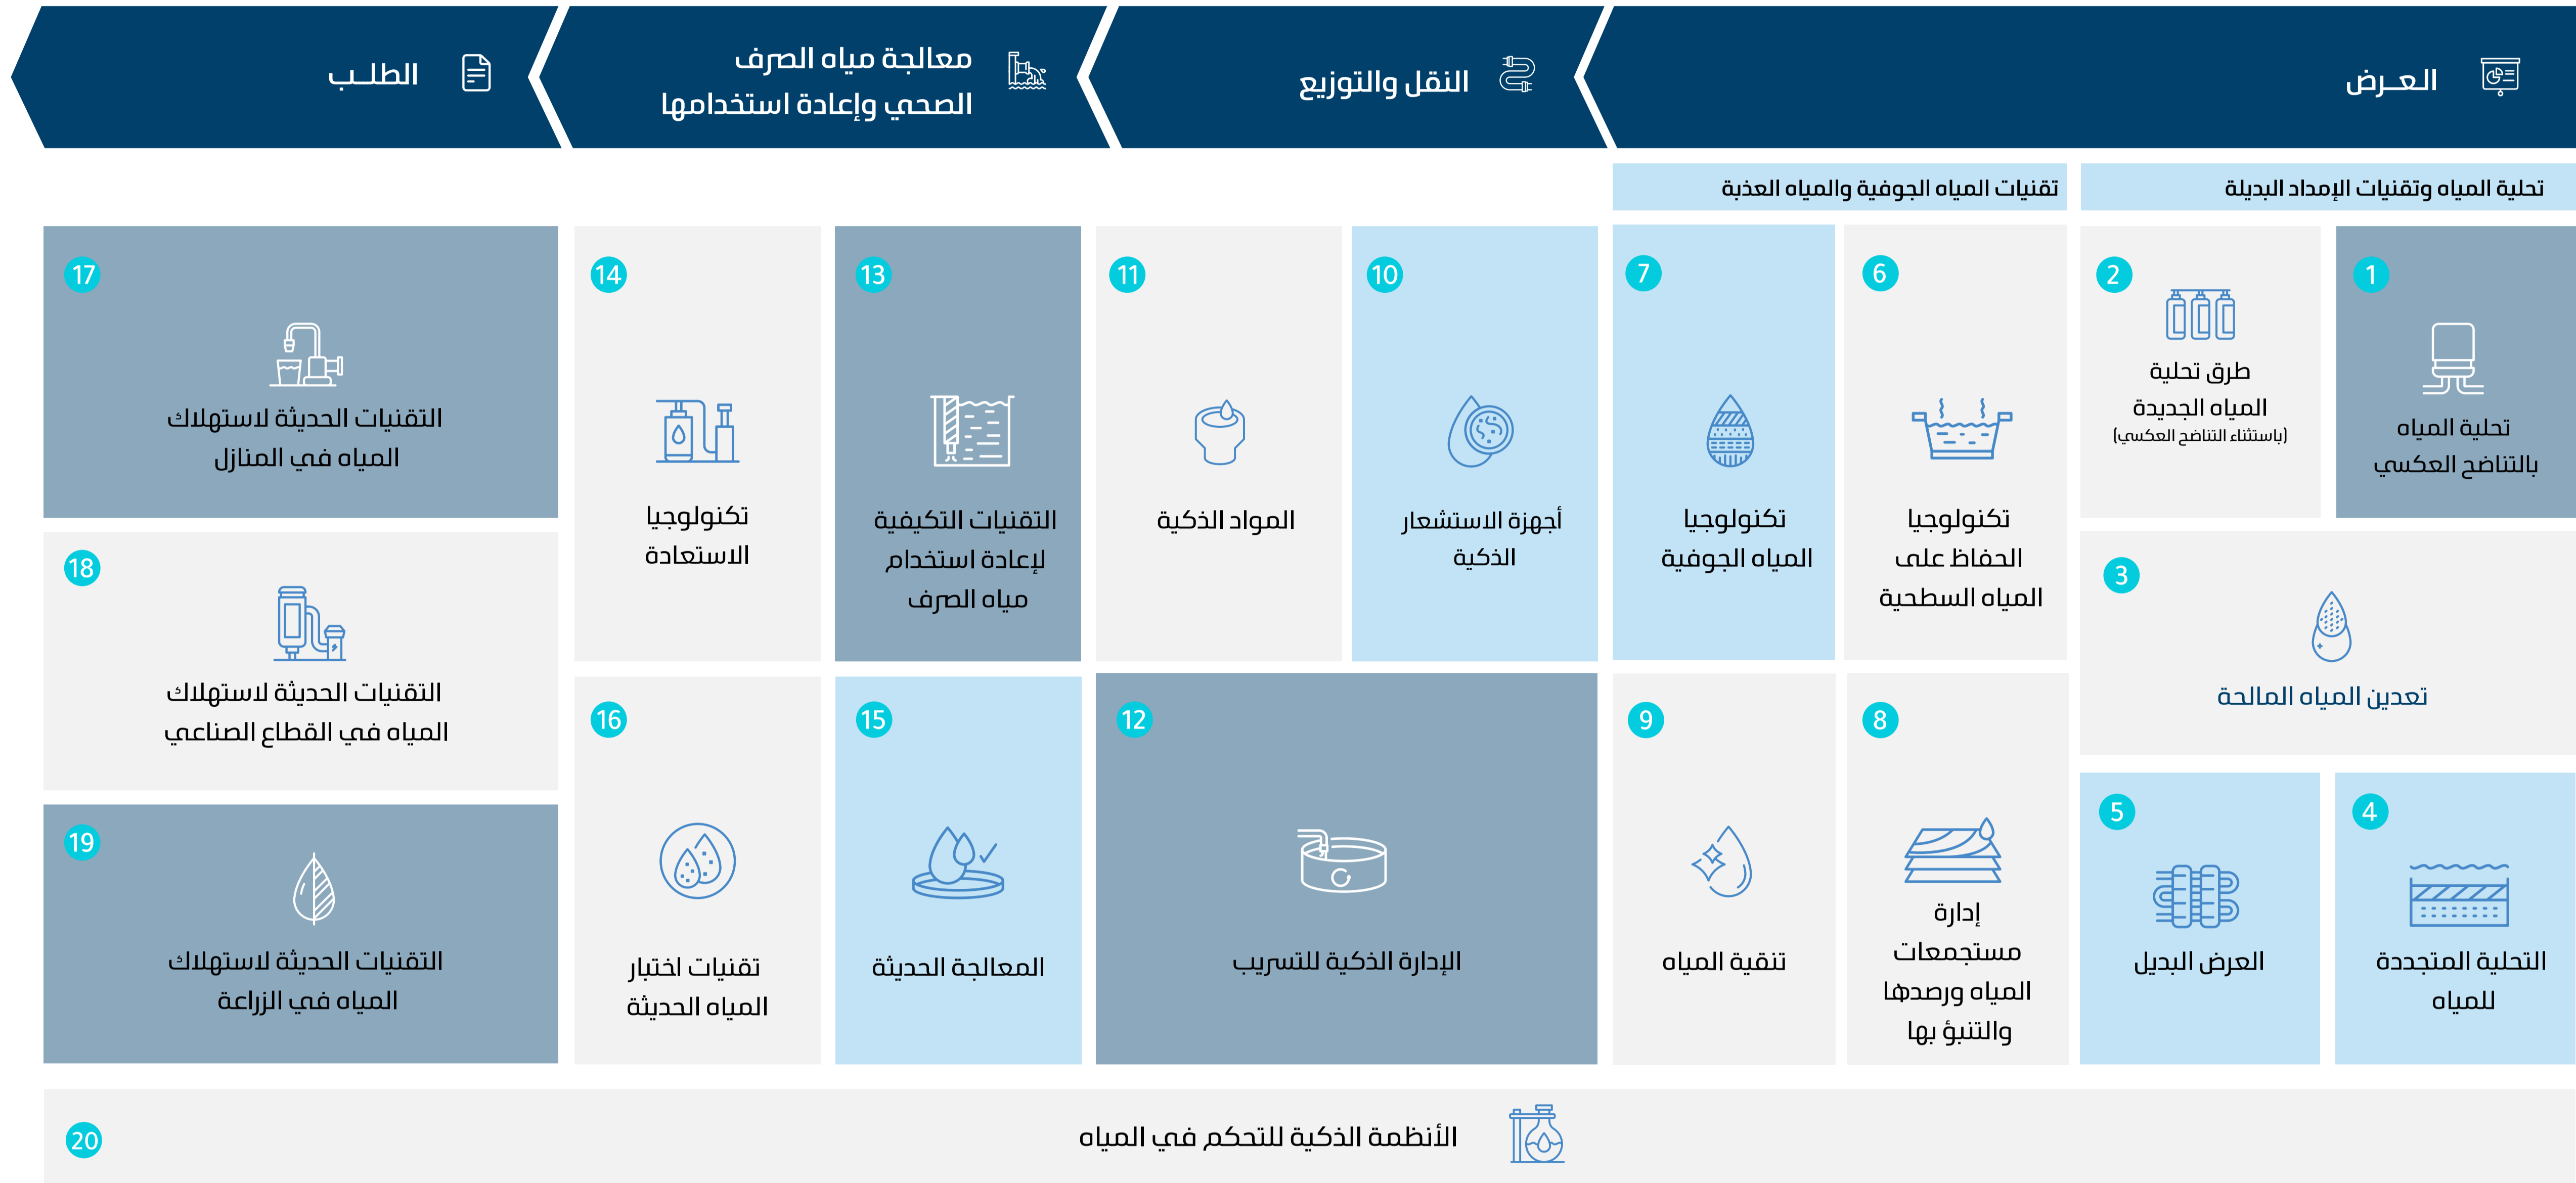 العـرض
النقل والتوزيع
معالجة مياه الصرف
الصحي وإعادة استخدامها
الطلـب
تحلية المياه وتقنيات الإمداد البديلة
تقنيات المياه الجوفية والمياه العذبة
1
تحلية المياه
بالتناضح العكسي
2
طرق تحلية
المياه الجديدة
(باستثناء التناضح العكسي)
3
تعدين المياه المالحة
4
التحلية المتجددة
للمياه
5
العرض البديل
6
تكنولوجيا
الحفاظ على
المياه السطحية
7
تكنولوجيا
المياه الجوفية
8
إدارة
مستجمعات
المياه ورصدها
والتنبؤ بها
9
تنقية المياه
10
أجهزة الاستشعار
الذكية
11
المواد الذكية
12
الإدارة الذكية للتسريب
13
التقنيات التكيفية
لإعادة استخدام
مياه الصرف
14
تكنولوجيا
الاستعادة
15
المعالجة الحديثة
16
تقنيات اختبار
المياه الحديثة
17
التقنيات الحديثة لاستهلاك
المياه في المنازل
18
التقنيات الحديثة لاستهلاك
المياه في القطاع الصناعي
19
التقنيات الحديثة لاستهلاك
المياه في الزراعة
20
الأنظمة الذكية للتحكم في المياه